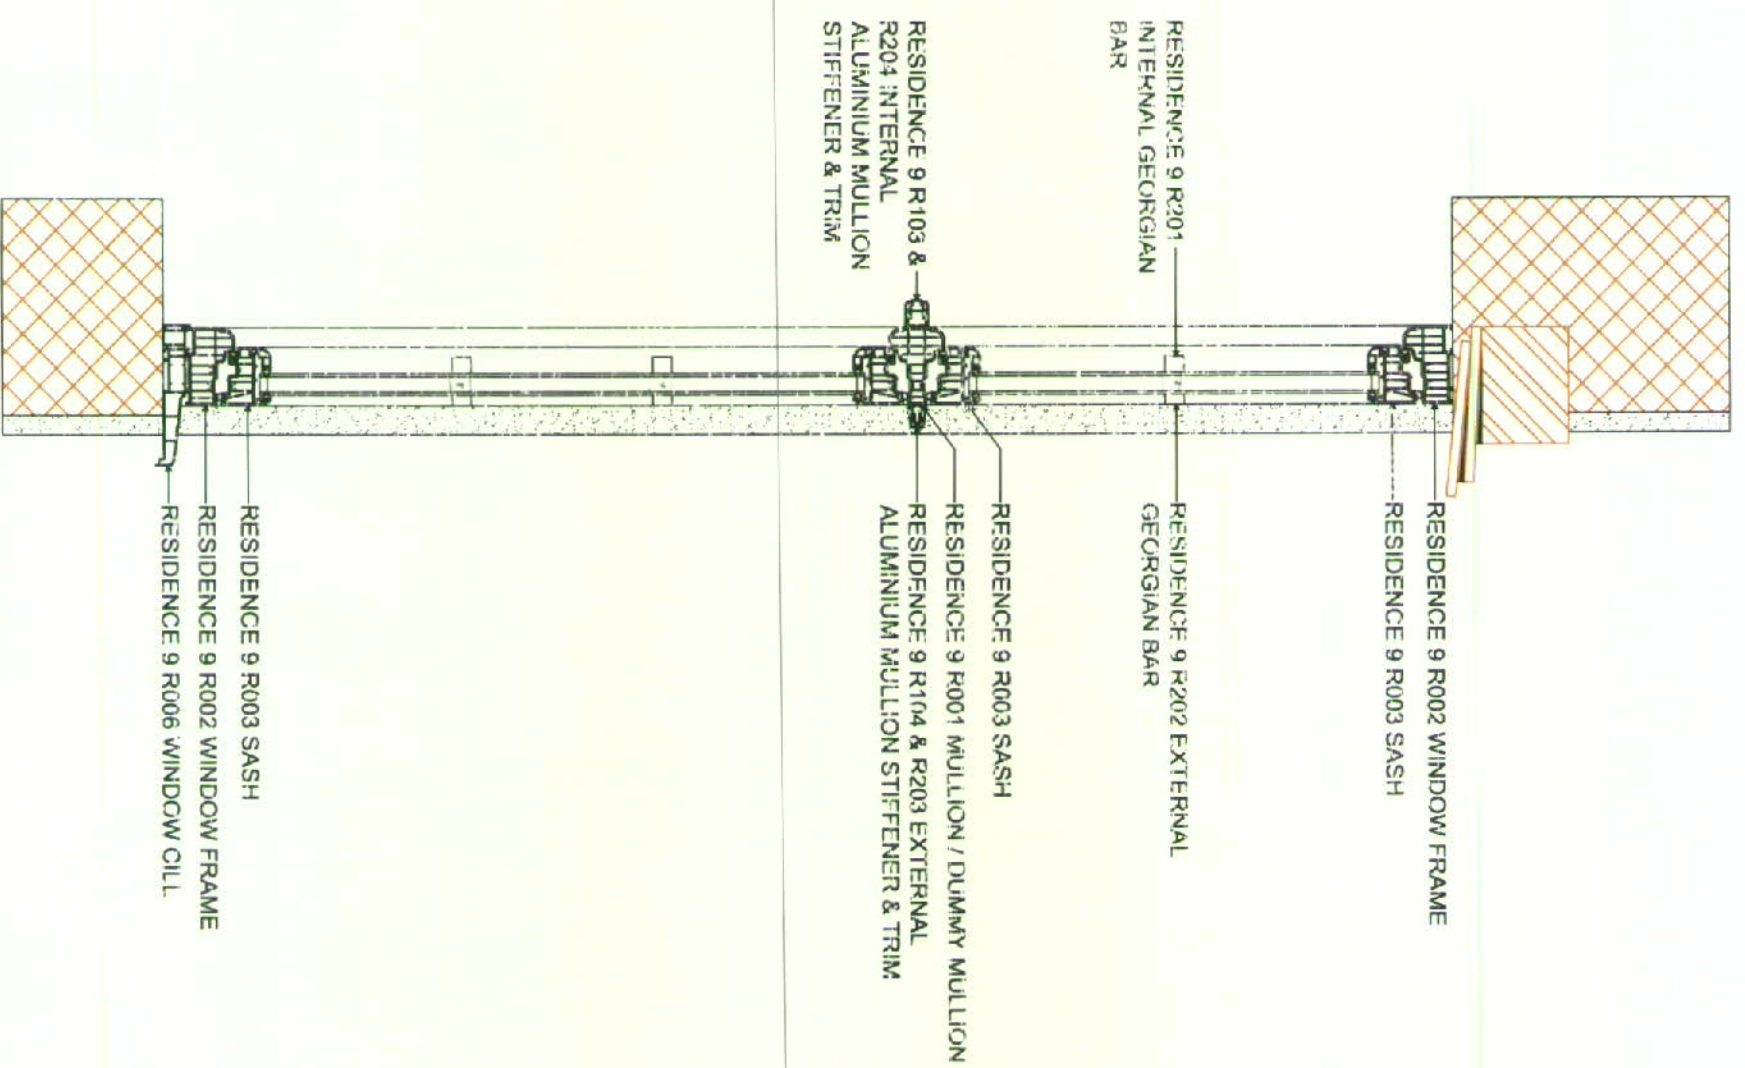 RESIDENCE 9 R002 WINDOW FRAME
RESIDENCE 9 R003 SASH
RESIDENCE 9 R201
INTERNAL GEORGIAN
BAR
RESIDENCE 9 R202 EXTERNAL
GEORGIAN BAR
RESIDENCE 9 R003 SASH
RESIDENCE 9 R001 MULLION / DUMMY MULLION
RESIDENCE 9 R103 &
R204 INTERNAL
ALUMINIUM MULLION
STIFFENER & TRIM
RESIDENCE 9 R104 & R203 EXTERNAL
ALUMINIUM MULLION STIFFENER & TRIM
RESIDENCE 9 R003 SASH
RESIDENCE 9 R002 WINDOW FRAME
RESIDENCE 9 R006 WINDOW CILL